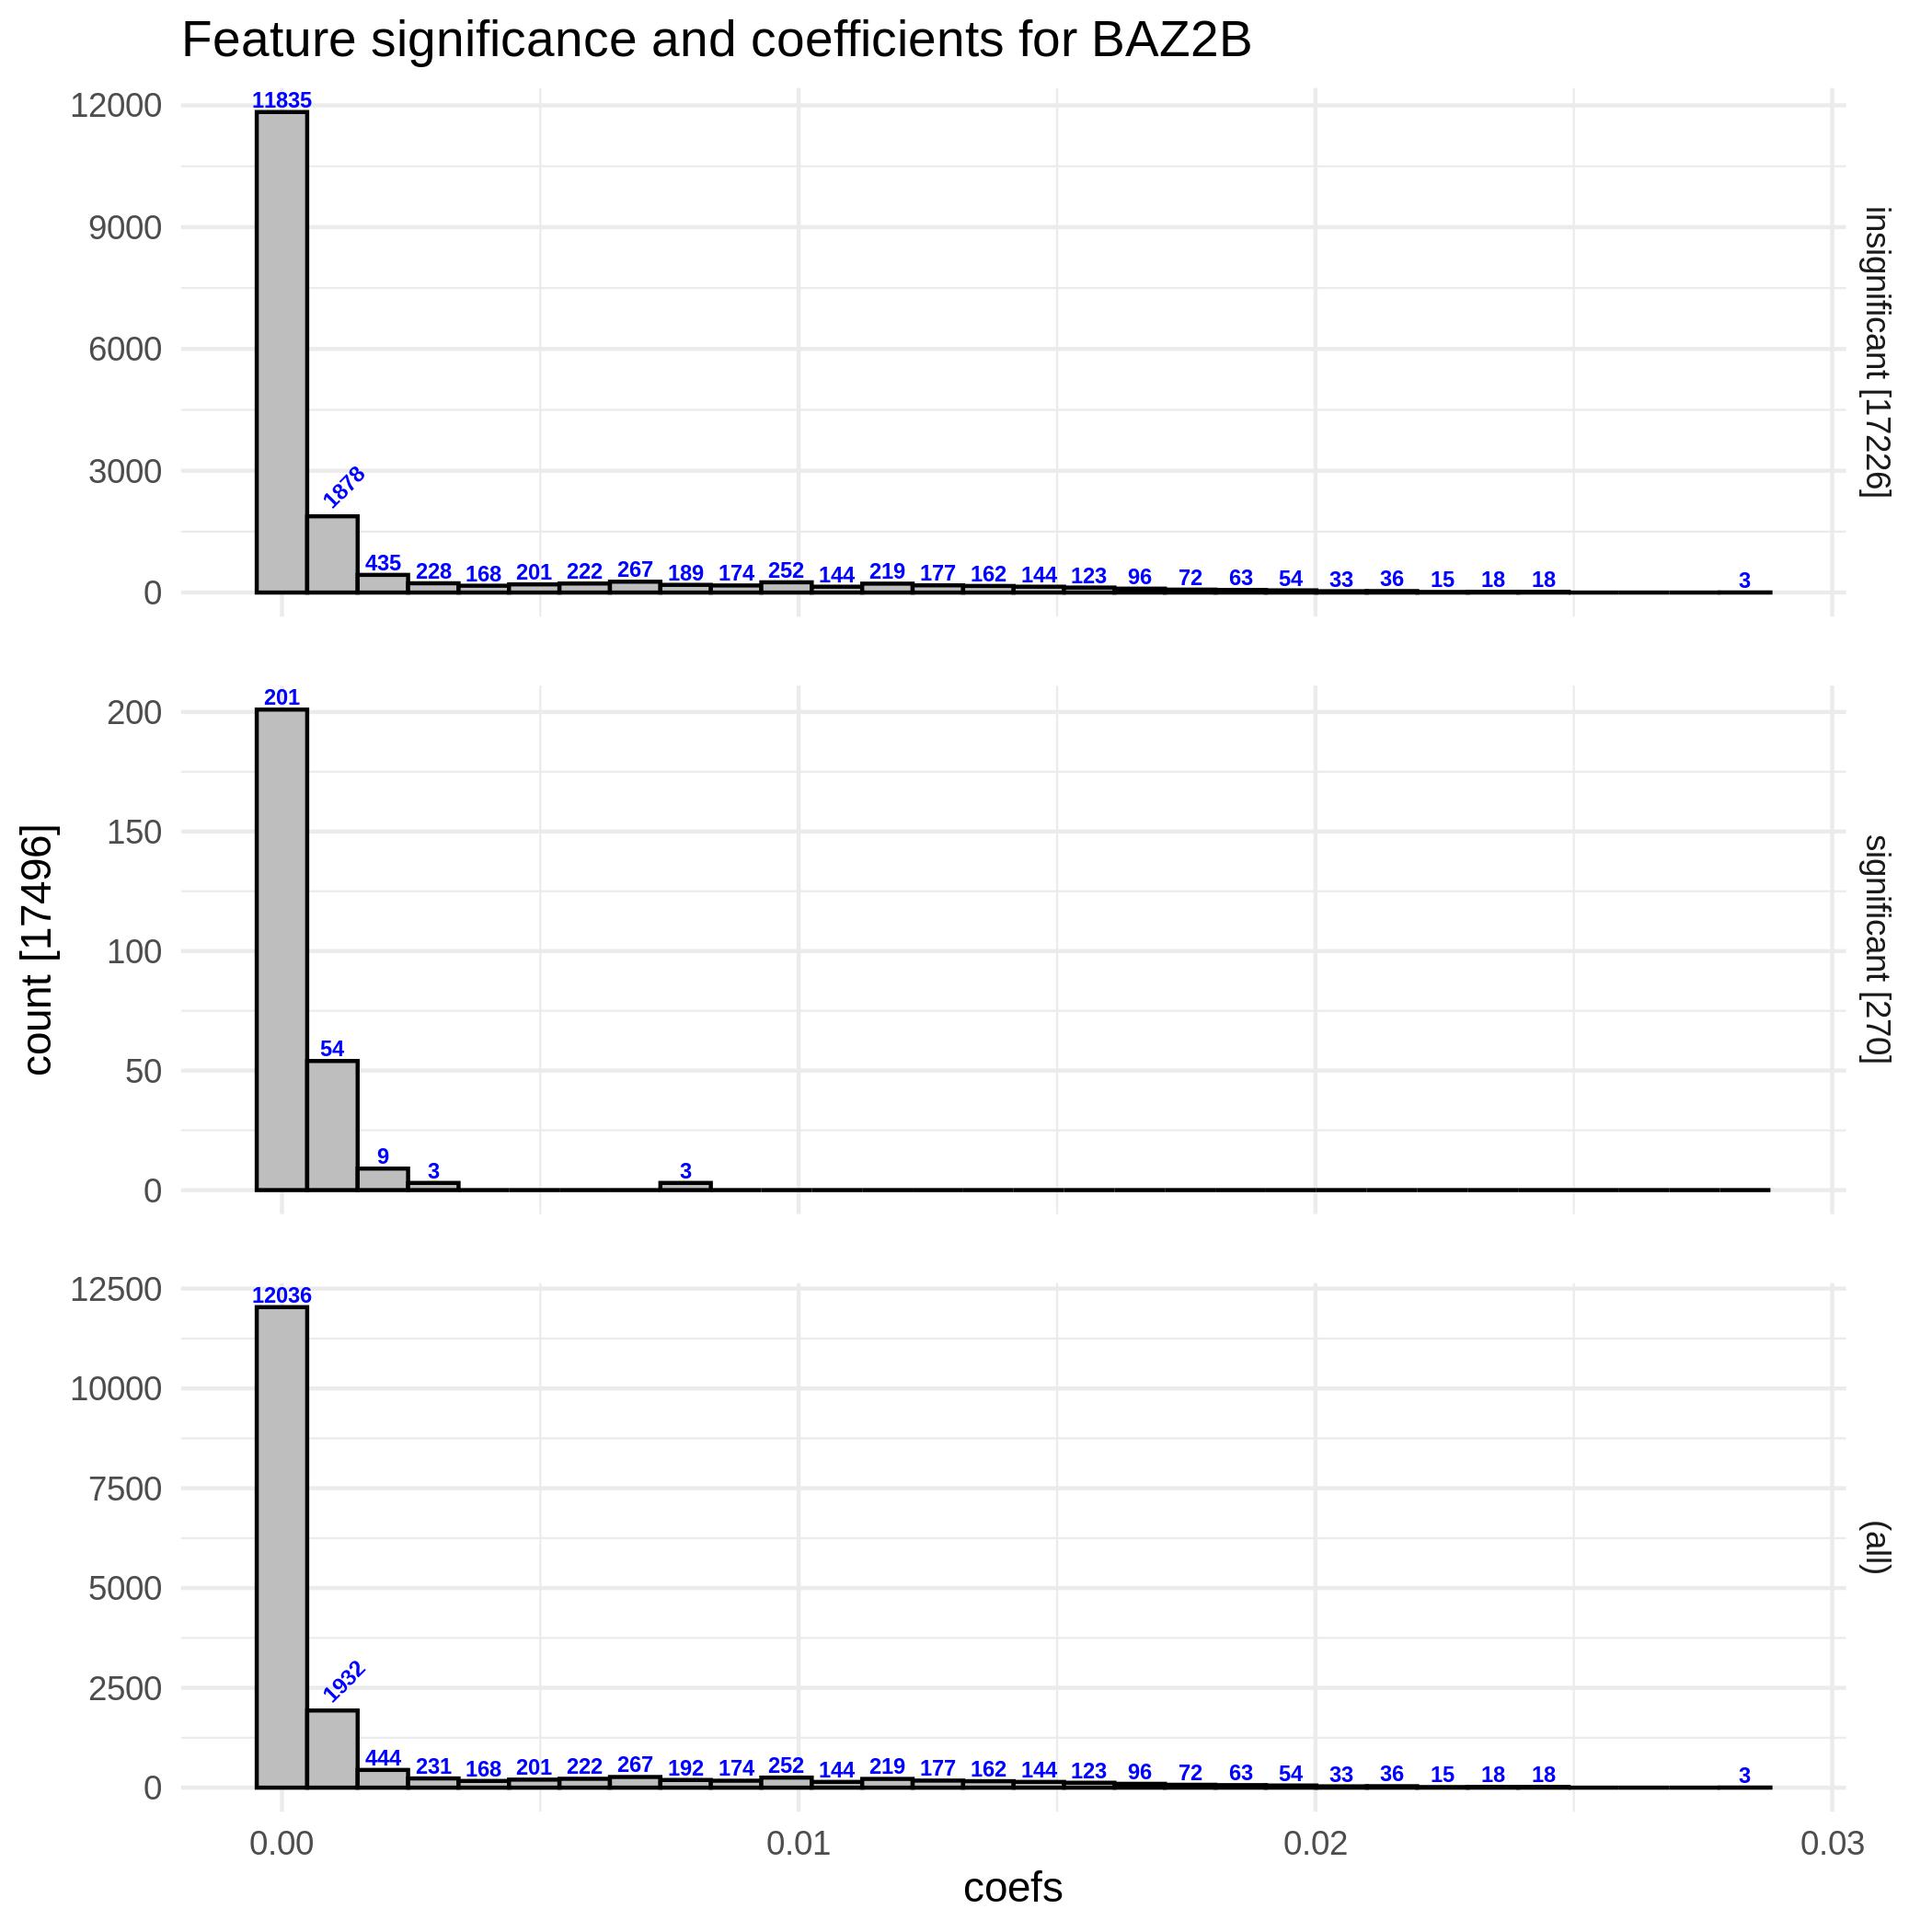 Feature significance and coefficients for BAZ2B
count [17496]
12000
9000
6000
3000
0
11835
1878
435 228 168 201 222 267 189 174 252 144 219 177 162 144 123 96 72 63 54 33 36 15 18 18 3
insignificant [17226]
200
150
100
50
0
201
54
9 3 3
significant [270]
12500
10000
7500
5000
2500
0
12036
1932
444 231 168 201 222 267 192 174 252 144 219 177 162 144 123 96 72 63 54 33 36 15 18 18 3
(all)
0.00 0.01 0.02 0.03
coefs